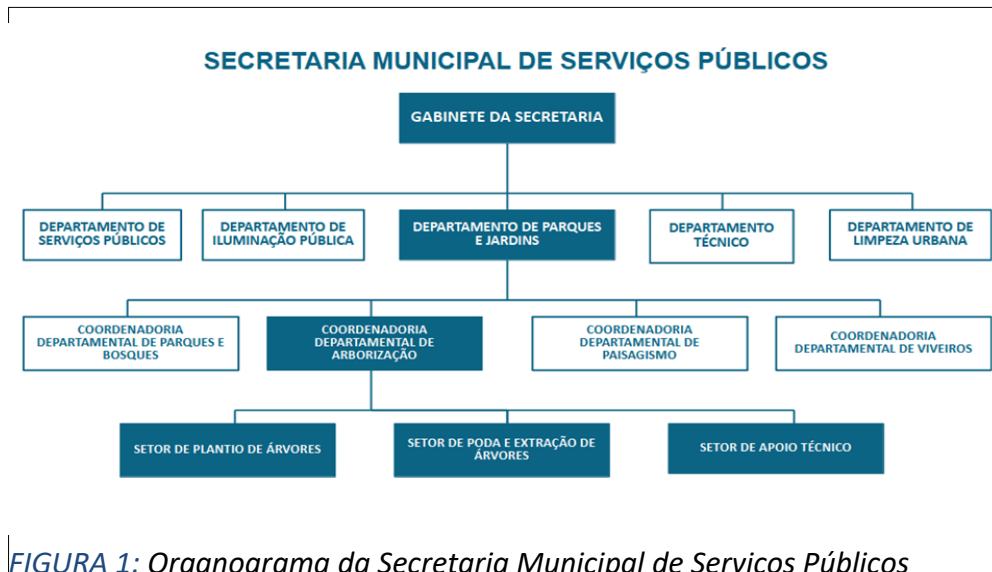 SECRETARIA MUNICIPAL DE SERVIÇOS PÚBLICOS
GABINETE DA SECRETARIA
DEPARTAMENTO DE
SERVIÇOS PÚBLICOS
DEPARTAMENTO DE
ILUMINAÇÃO PÚBLICA
DEPARTAMENTO DE PARQUES
E JARDINS
DEPARTAMENTO
TÉCNICO
DEPARTAMENTO DE
LIMPEZA URBANA
COORDENADORIA
DEPARTAMENTAL DE PARQUES E
BOSQUES
COORDENADORIA
DEPARTAMENTAL DE
ARBORIZAÇÃO
COORDENADORIA
DEPARTAMENTAL DE
PAISAGISMO
COORDENADORIA
DEPARTAMENTAL DE VIVEIROS
SETOR DE PLANTIO DE ÁRVORES
SETOR DE PODA E EXTRAÇÃO DE
ÁRVORES
SETOR DE APOIO TÉCNICO
FIGURA 1: Organograma da Secretaria Municipal de Serviços Públicos